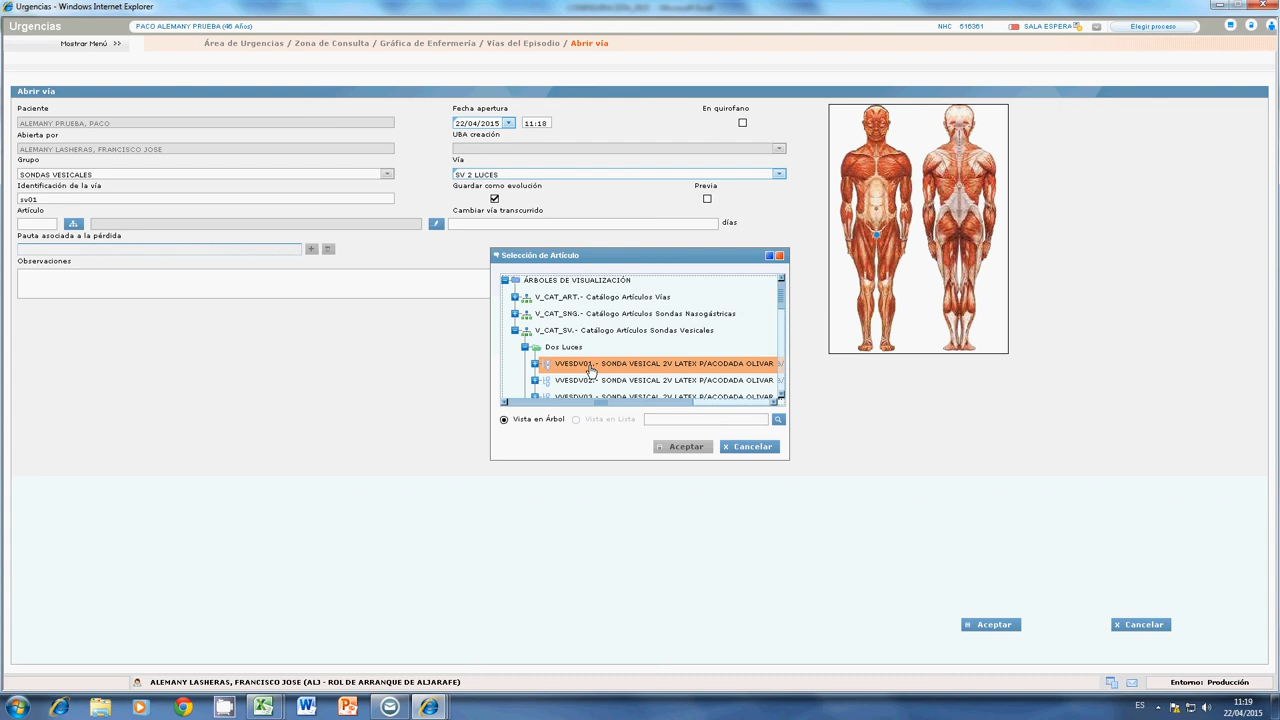 Urgencias - Windows Internet Explorer
Urgencias
PACO ALEMANY PRUEBA (46 Años)
NHC 516361
SALA ESPERA
Elegir proceso
Mostrar Menú >>
Área de Urgencias / Zona de Consulta / Gráfica de Enfermería / Vías del Episodio / Abrir vía
Abrir vía
Paciente
Fecha apertura
En quirofano
ALEMANY PRUEBA, PACO
22/04/2015
11:18
Abierta por
UBA creación
ALEMANY LASHERAS, FRANCISCO JOSE
Grupo
Vía
SONDAS VESICALES
SV 2 LUCES
Identificación de la vía
Guardar como evolución
Previa
sv01
Artículo
Cambiar vía transcurrido
días
Pauta asociada a la pérdida
Observaciones
Selección de Artículo
ÁRBOLES DE VISUALIZACIÓN
V_CAT_ART.- Catálogo Artículos Vías
V_CAT_SNG.- Catálogo Artículos Sondas Nasogástricas
V_CAT_SV.- Catálogo Artículos Sondas Vesicales
Dos Luces
VVESDV01.- SONDA VESICAL 2V LATEX P/ACODADA OLIVAR
VVESDV02.- SONDA VESICAL 2V LATEX P/ACODADA OLIVAR
VVESDV03.- SONDA VESICAL 2V LATEX P/ACODADA OLIVAR
Vista en Árbol
Vista en Lista
Aceptar
Cancelar
Aceptar
Cancelar
ALEMANY LASHERAS, FRANCISCO JOSE (ALJ - ROL DE ARRANQUE DE ALJARAFE)
Entorno: Producción
ES
11:19
22/04/2015